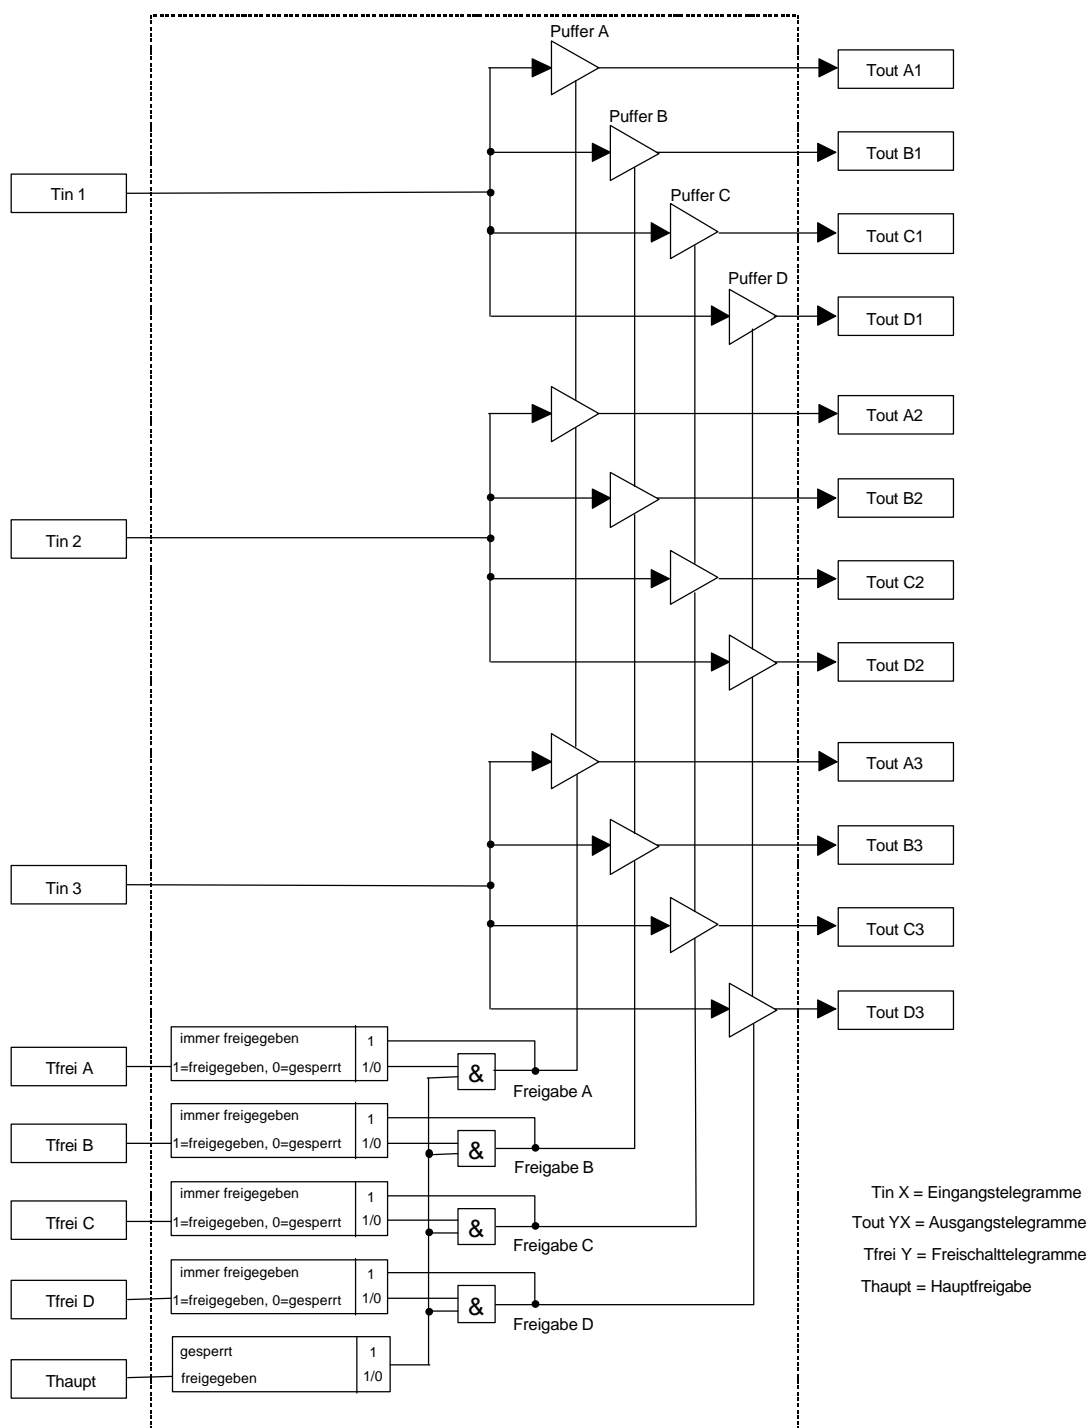 Puffer A
Tout A1
Puffer B
Tout B1
Tin 1
Puffer C
Tout C1
Puffer D
Tout D1
Tout A2
Tout B2
Tin 2
Tout C2
Tout D2
Tout A3
Tout B3
Tin 3
Tout C3
Tout D3
Tfrei A
immer freigegeben 1
1=freigegeben, 0=gesperrt 1/0
&
Freigabe A
Tfrei B
immer freigegeben 1
1=freigegeben, 0=gesperrt 1/0
&
Freigabe B
Tfrei C
immer freigegeben 1
1=freigegeben, 0=gesperrt 1/0
&
Freigabe C
Tfrei D
immer freigegeben 1
1=freigegeben, 0=gesperrt 1/0
&
Freigabe D
Thaupt
gesperrt 1
freigegeben 1/0
Tin X = Eingangstelegramme
Tout YX = Ausgangstelegramme
Tfrei Y = Freischalttelegramme
Thaupt = Hauptfreigabe